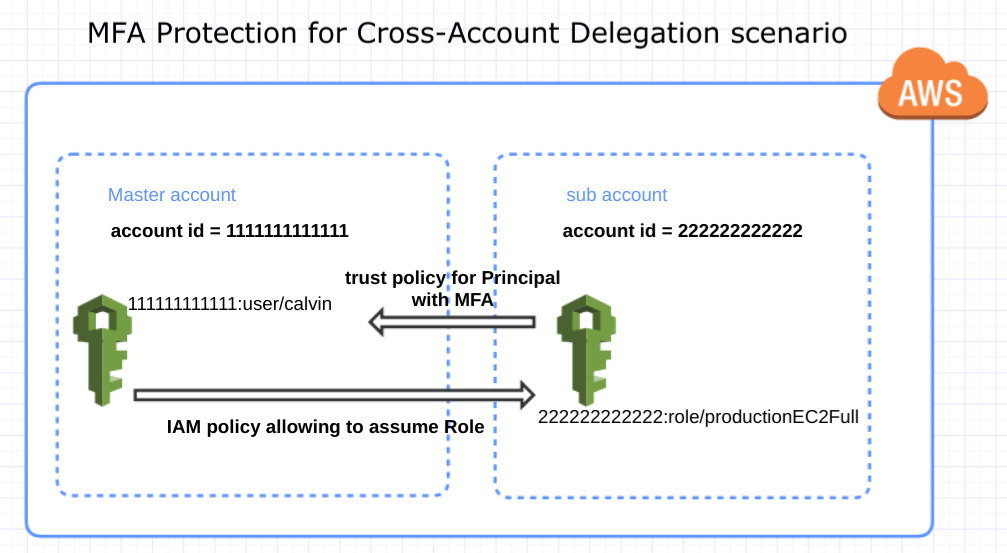 MFA Protection for Cross-Account Delegation scenario
AWS
Master account
account id = 1111111111111
sub account
account id = 222222222222
trust policy for Principal
with MFA
111111111111:user/calvin
IAM policy allowing to assume Role
222222222222:role/productionEC2Full